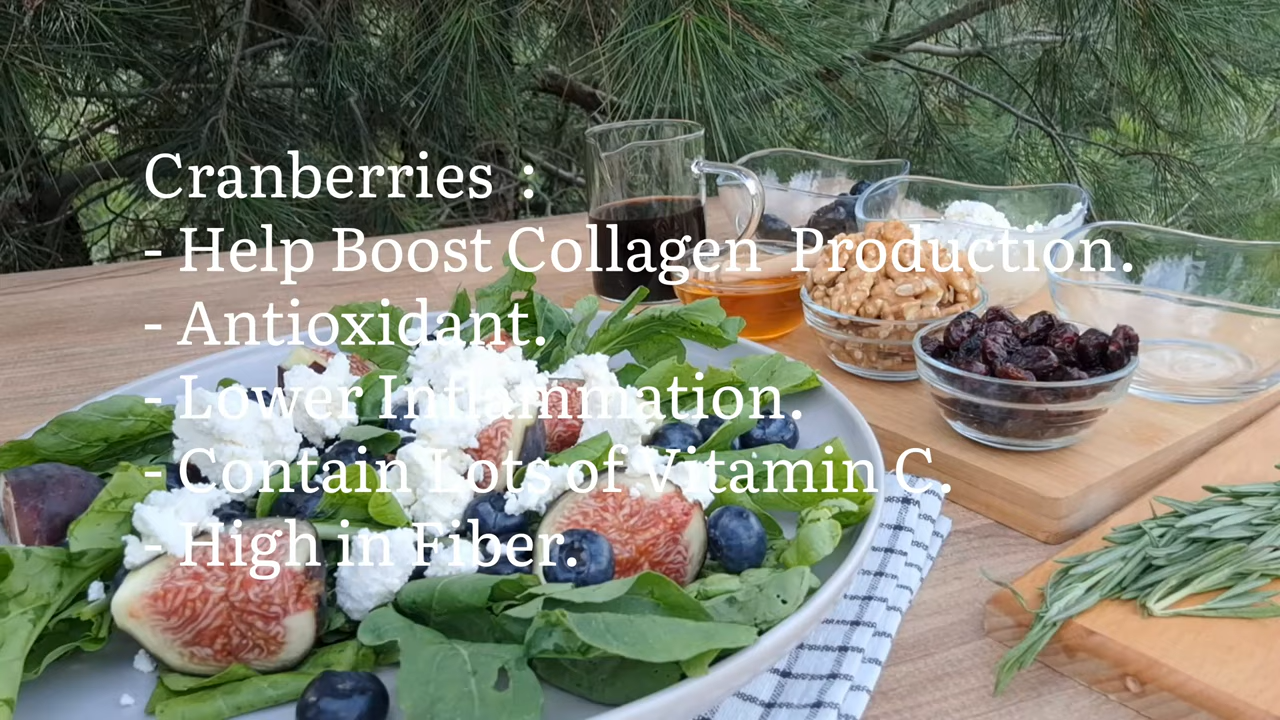 Cranberries :
- Help Boost Collagen Production.
- Antioxidant.
- Lower Inflammation.
- Contain Lots of Vitamin C.
- High in Fiber.